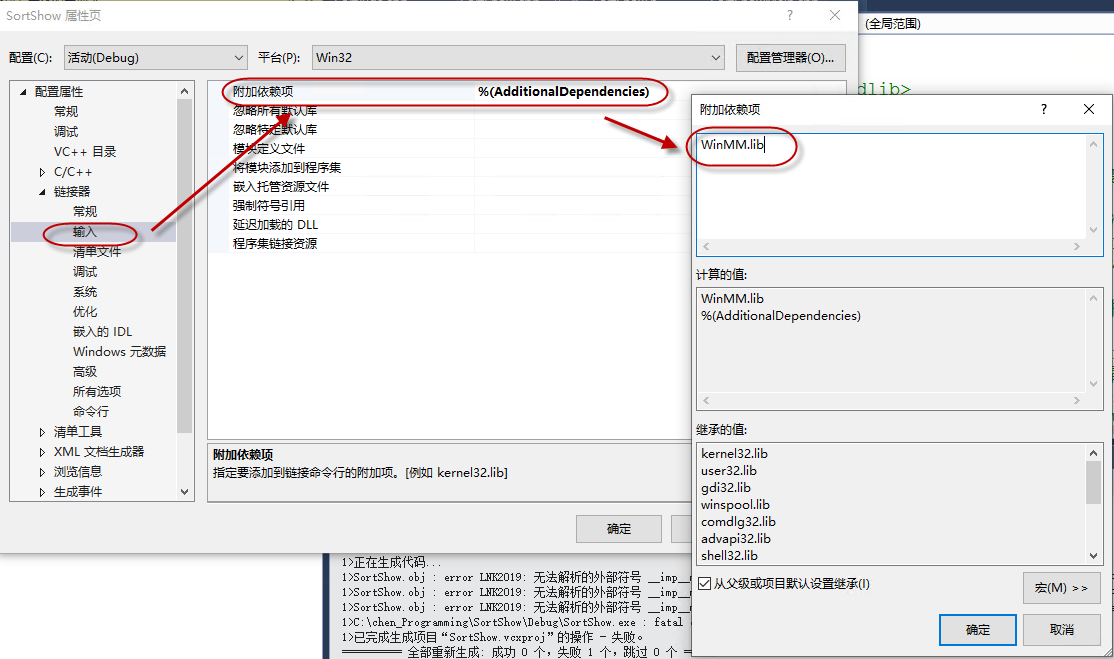 SortShow 属性页
(全局范围)
配置(C):
活动(Debug)
平台(P):
Win32
配置管理器(O)...
配置属性
常规
调试
VC++ 目录
C/C++
链接器
常规
输入
清单文件
调试
系统
优化
嵌入的 IDL
Windows 元数据
高级
所有选项
命令行
清单工具
XML 文档生成器
浏览信息
生成事件
附加依赖项 %(AdditionalDependencies)
忽略所有默认库
忽略特定默认库
模块定义文件
将模块添加到程序集
嵌入托管资源文件
强制符号引用
延迟加载的 DLL
程序集链接资源
附加依赖项
指定要添加到链接命令行的附加项。[例如 kernel32.lib]
确定
dlib>
附加依赖项
WinMM.lib
计算的值:
WinMM.lib
%(AdditionalDependencies)
继承的值:
kernel32.lib
user32.lib
gdi32.lib
winspool.lib
comdlg32.lib
advapi32.lib
shell32.lib
从父级或项目默认设置继承(I)
宏(M) >>
确定
取消
1>正在生成代码...
1>SortShow.obj : error LNK2019: 无法解析的外部符号 __imp__
1>SortShow.obj : error LNK2019: 无法解析的外部符号 __imp__
1>SortShow.obj : error LNK2019: 无法解析的外部符号 __imp__
1>C:\chen_Programming\SortShow\Debug\SortShow.exe : fatal
1>已完成生成项目“SortShow.vcxproj”的操作 - 失败。
========== 全部重新生成: 成功 0 个，失败 1 个，跳过 0 个